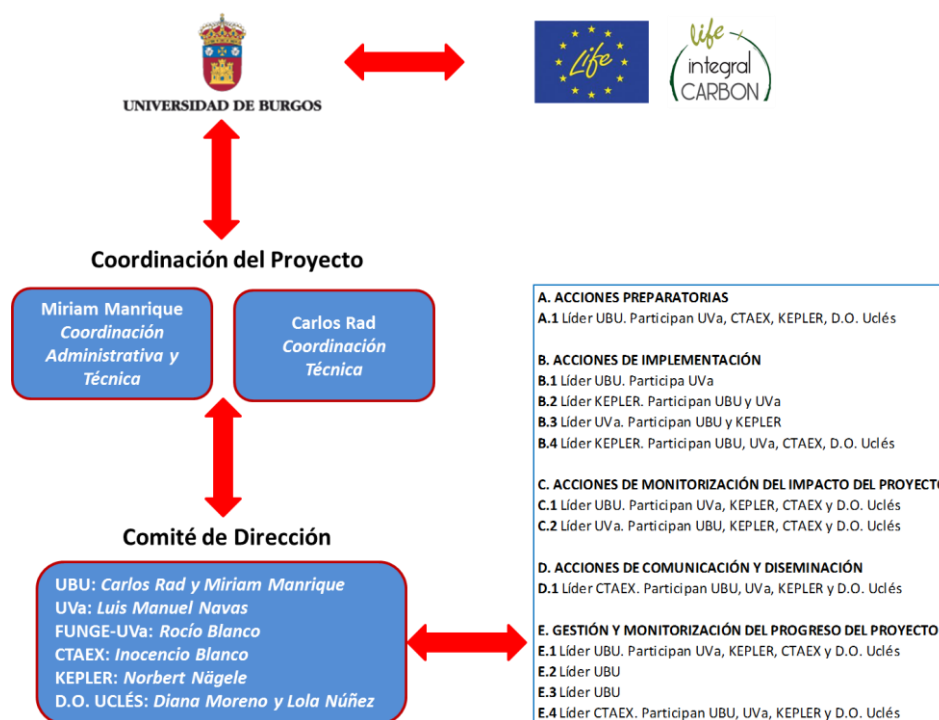 UNIVERSIDAD DE BURGOS
Life
life
integral
CARBON
Coordinación del Proyecto
Miriam Manrique
Coordinación
Administrativa y
Técnica
Carlos Rad
Coordinación
Técnica
Comité de Dirección
UBU: Carlos Rad y Miriam Manrique
UVa: Luis Manuel Navas
FUNGE-UVa: Rocío Blanco
CTAEX: Inocencio Blanco
KEPLER: Norbert Nägele
D.O. UCLÉS: Diana Moreno y Lola Núñez
A. ACCIONES PREPARATORIAS
A.1 Líder UBU. Participan UVa, CTAEX, KEPLER, D.O. Uclés
B. ACCIONES DE IMPLEMENTACIÓN
B.1 Líder UBU. Participa UVa
B.2 Líder KEPLER. Participan UBU y UVa
B.3 Líder UVa. Participan UBU y KEPLER
B.4 Líder KEPLER. Participan UBU, UVa, CTAEX, D.O. Uclés
C. ACCIONES DE MONITORIZACIÓN DEL IMPACTO DEL PROYECTO
C.1 Líder UBU. Participan UVa, KEPLER, CTAEX y D.O. Uclés
C.2 Líder UVa. Participan UBU, KEPLER, CTAEX y D.O. Uclés
D. ACCIONES DE COMUNICACIÓN Y DISEMINACIÓN
D.1 Líder CTAEX. Participan UBU, UVa, KEPLER y D.O. Uclés
E. GESTIÓN Y MONITORIZACIÓN DEL PROGRESO DEL PROYECTO
E.1 Líder UBU. Participan UVa, KEPLER, CTAEX y D.O. Uclés
E.2 Líder UBU
E.3 Líder UBU
E.4 Líder CTAEX. Participan UBU, UVa, KEPLER y D.O. Uclés